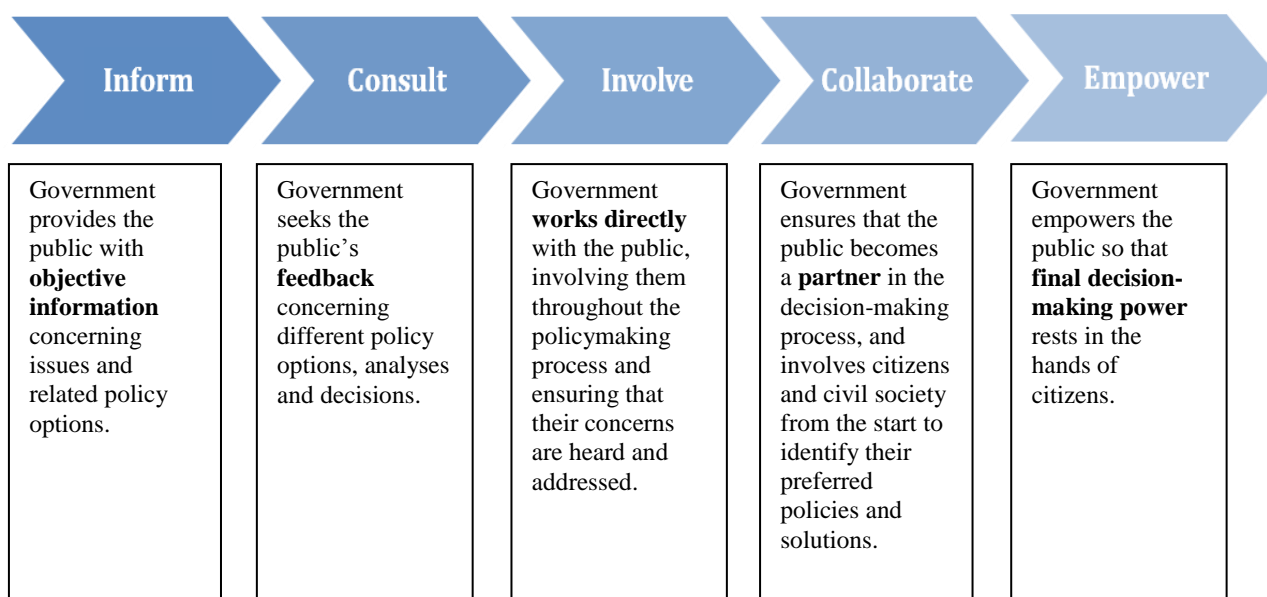 Inform
Consult
Involve
Collaborate
Empower
Government
provides the
public with
objective
information
concerning
issues and
related policy
options.
Government
seeks the
public’s
feedback
concerning
different policy
options, analyses
and decisions.
Government
works directly
with the public,
involving them
throughout the
policymaking
process and
ensuring that
their concerns
are heard and
addressed.
Government
ensures that the
public becomes
a partner in the
decision-making
process, and
involves citizens
and civil society
from the start to
identify their
preferred
policies and
solutions.
Government
empowers the
public so that
final decision-
making power
rests in the
hands of
citizens.